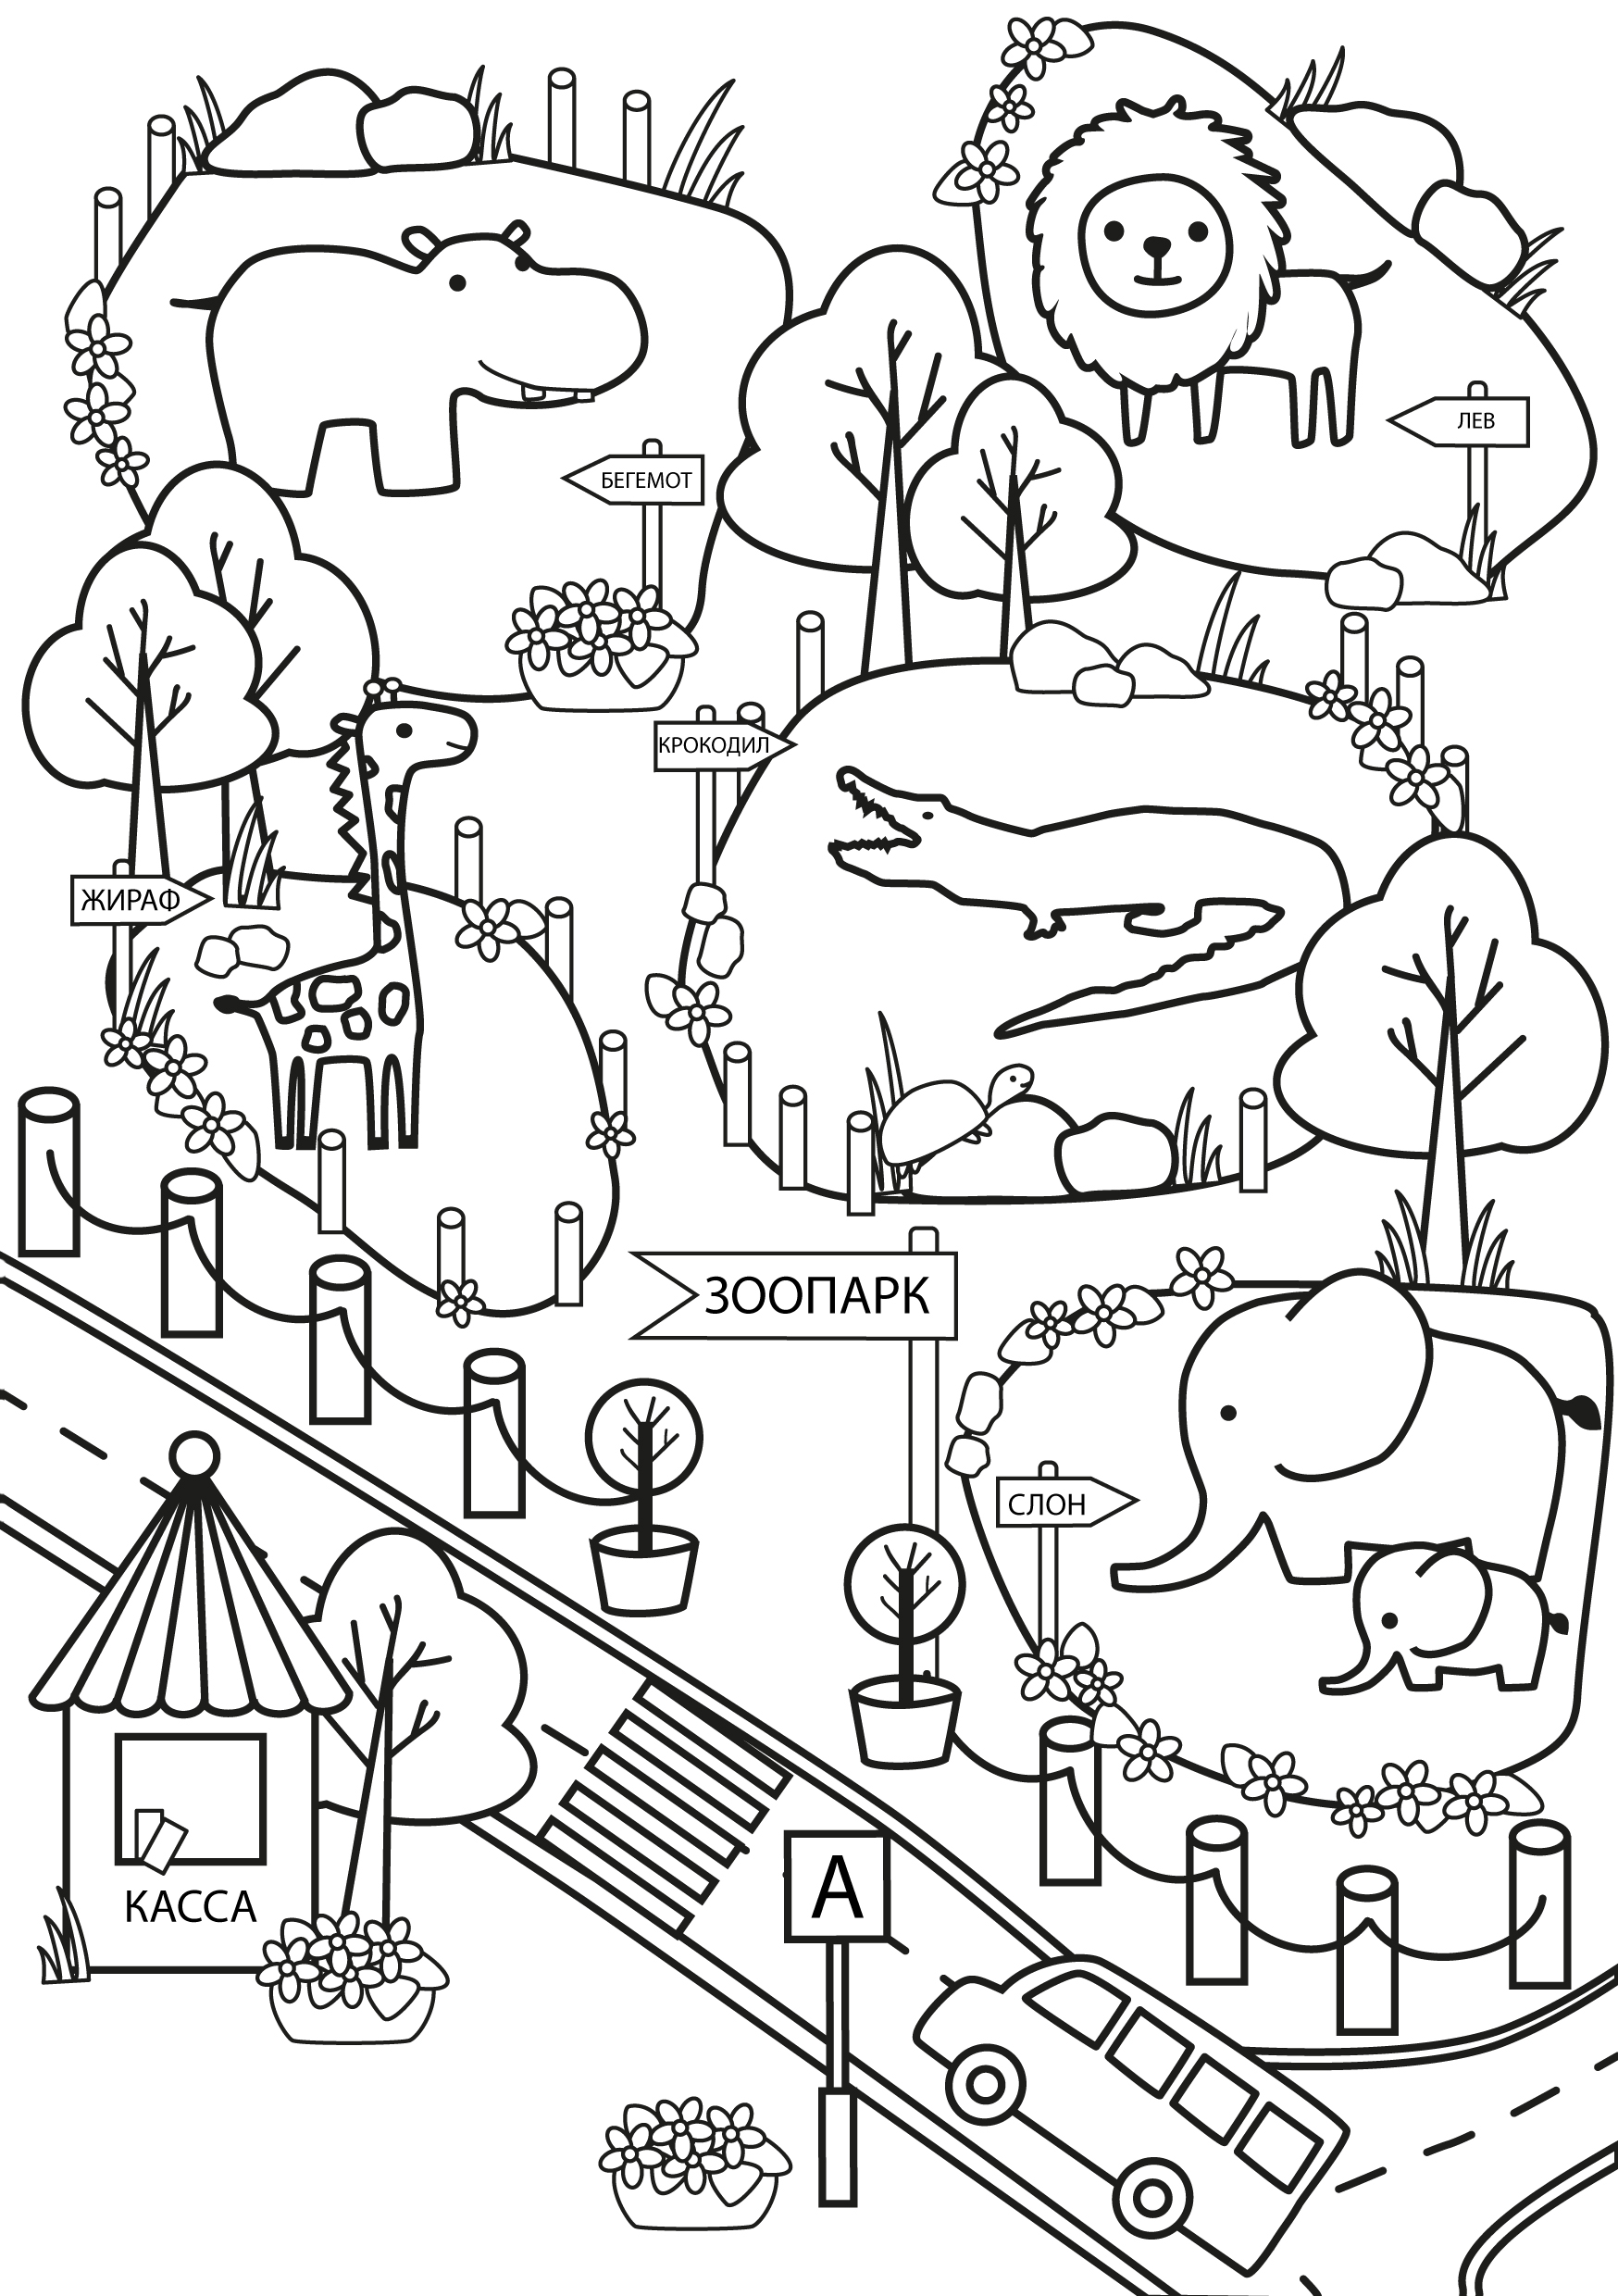 ЛЕВ
БЕГЕМОТ
КРОКОДИЛ
ЖИРАФ
ЗООПАРК
СЛОН
А
КАССА